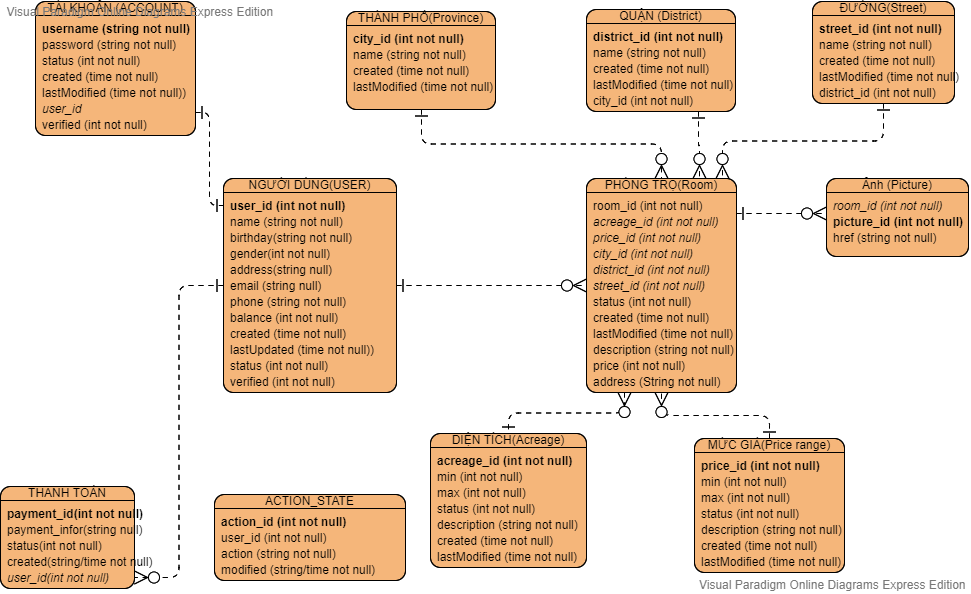 Visual Paradigm Online Diagrams Express Edition
TÀI KHOẢN (ACCOUNT)
username (string not null)
password (string not null)
status (int not null)
created (time not null)
lastModified (time not null))
user_id
verified (int not null)
THÀNH PHỐ(Province)
city_id (int not null)
name (string not null)
created (time not null)
lastModified (time not null)
QUẬN (District)
district_id (int not null)
name (string not null)
created (time not null)
lastModified (time not null)
city_id (int not null)
ĐƯỜNG(Street)
street_id (int not null)
name (string not null)
created (time not null)
lastModified (time not null)
district_id (int not null)
NGƯỜI DÙNG(USER)
user_id (int not null)
name (string not null)
birthday(string not null)
gender(int not null)
address(string null)
email (string null)
phone (string not null)
balance (int not null)
created (time not null)
lastUpdated (time not null))
status (int not null)
verified (int not null)
PHÒNG TRỌ(Room)
room_id (int not null)
acreage_id (int not null)
price_id (int not null)
city_id (int not null)
district_id (int not null)
street_id (int not null)
status (int not null)
created (time not null)
lastModified (time not null)
description (string not null)
price (int not null)
address (String not null)
Ảnh (Picture)
room_id (int not null)
picture_id (int not null)
href (string not null)
THANH TOÁN
payment_id(int not null)
payment_infor(string null)
status(int not null)
created(string/time not null)
user_id(int not null)
ACTION_STATE
action_id (int not null)
user_id (int not null)
action (string not null)
modified (string/time not null)
DIỆN TÍCH(Acreage)
acreage_id (int not null)
min (int not null)
max (int not null)
status (int not null)
description (string not null)
created (time not null)
lastModified (time not null)
MỨC GIÁ(Price range)
price_id (int not null)
min (int not null)
max (int not null)
status (int not null)
description (string not null)
created (time not null)
lastModified (time not null)
Visual Paradigm Online Diagrams Express Edition